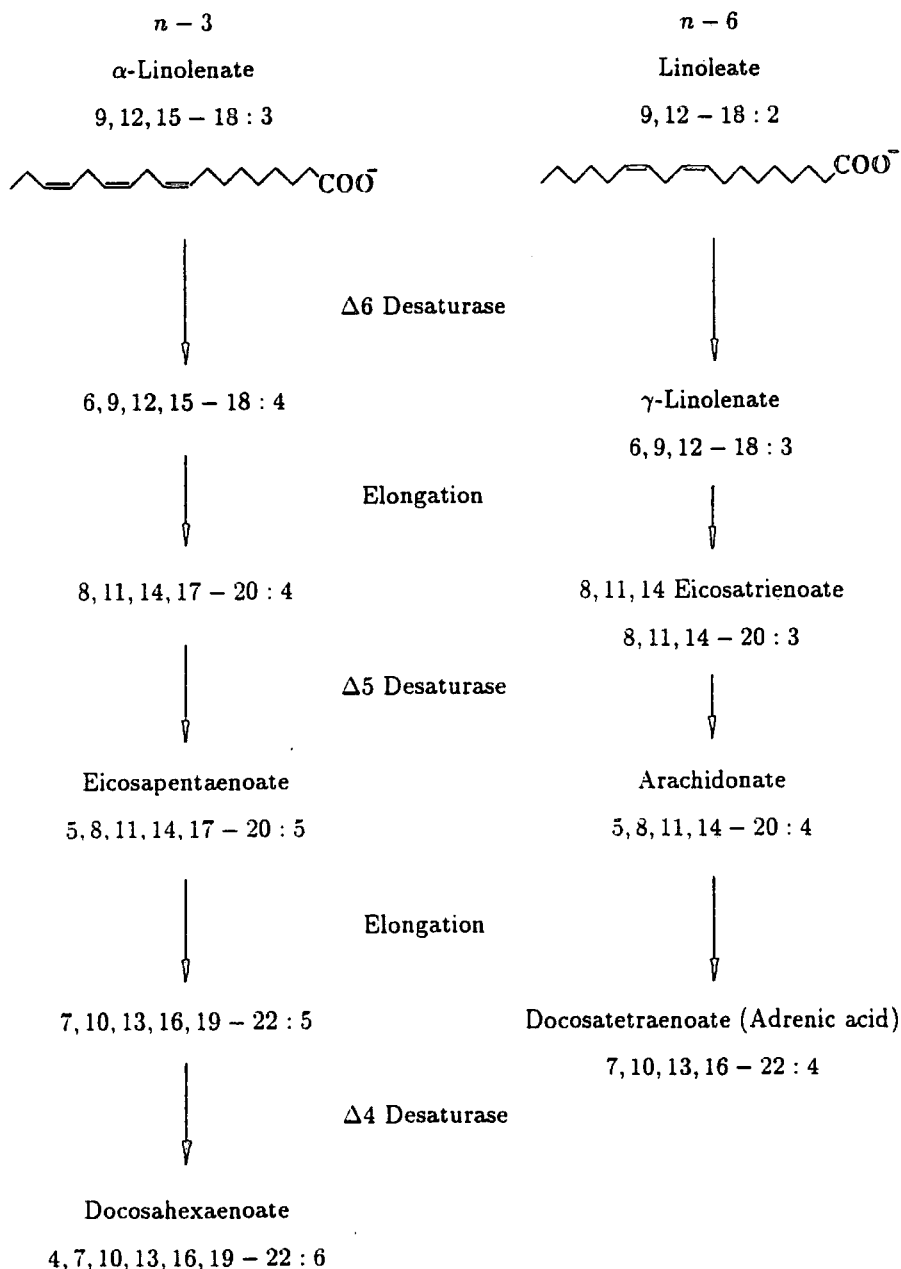 n − 3
α-Linolenate
9, 12, 15 − 18 : 3
COO⁻
n − 6
Linoleate
9, 12 − 18 : 2
COO⁻
Δ6 Desaturase
6, 9, 12, 15 − 18 : 4
γ-Linolenate
6, 9, 12 − 18 : 3
Elongation
8, 11, 14, 17 − 20 : 4
8, 11, 14 Eicosatrienoate
8, 11, 14 − 20 : 3
Δ5 Desaturase
Eicosapentaenoate
5, 8, 11, 14, 17 − 20 : 5
Arachidonate
5, 8, 11, 14 − 20 : 4
Elongation
7, 10, 13, 16, 19 − 22 : 5
Docosatetraenoate (Adrenic acid)
7, 10, 13, 16 − 22 : 4
Δ4 Desaturase
Docosahexaenoate
4, 7, 10, 13, 16, 19 − 22 : 6